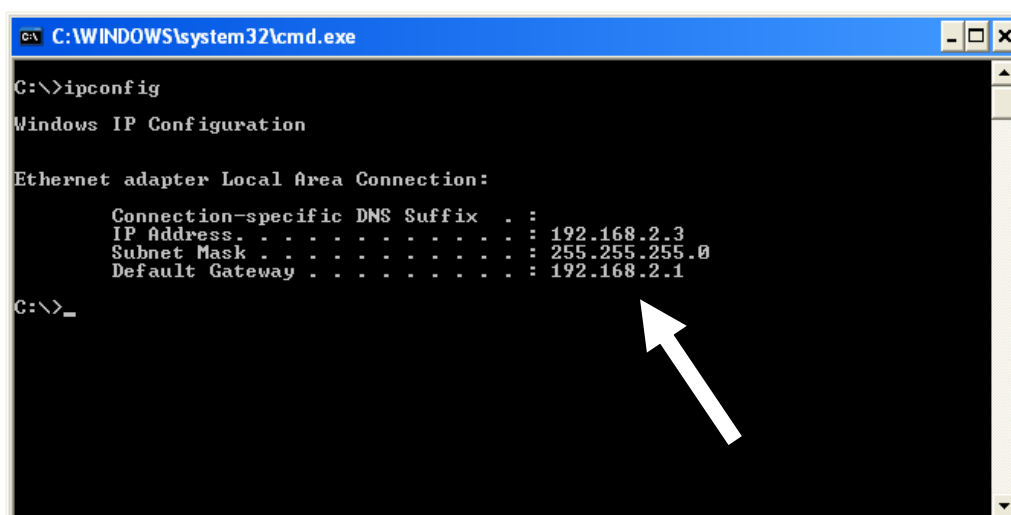 C:\WINDOWS\system32\cmd.exe
C:\>ipconfig
Windows IP Configuration
Ethernet adapter Local Area Connection:
Connection-specific DNS Suffix . :
IP Address. . . . . . . . . . . . : 192.168.2.3
Subnet Mask . . . . . . . . . . . : 255.255.255.0
Default Gateway . . . . . . . . . : 192.168.2.1
C:\>_